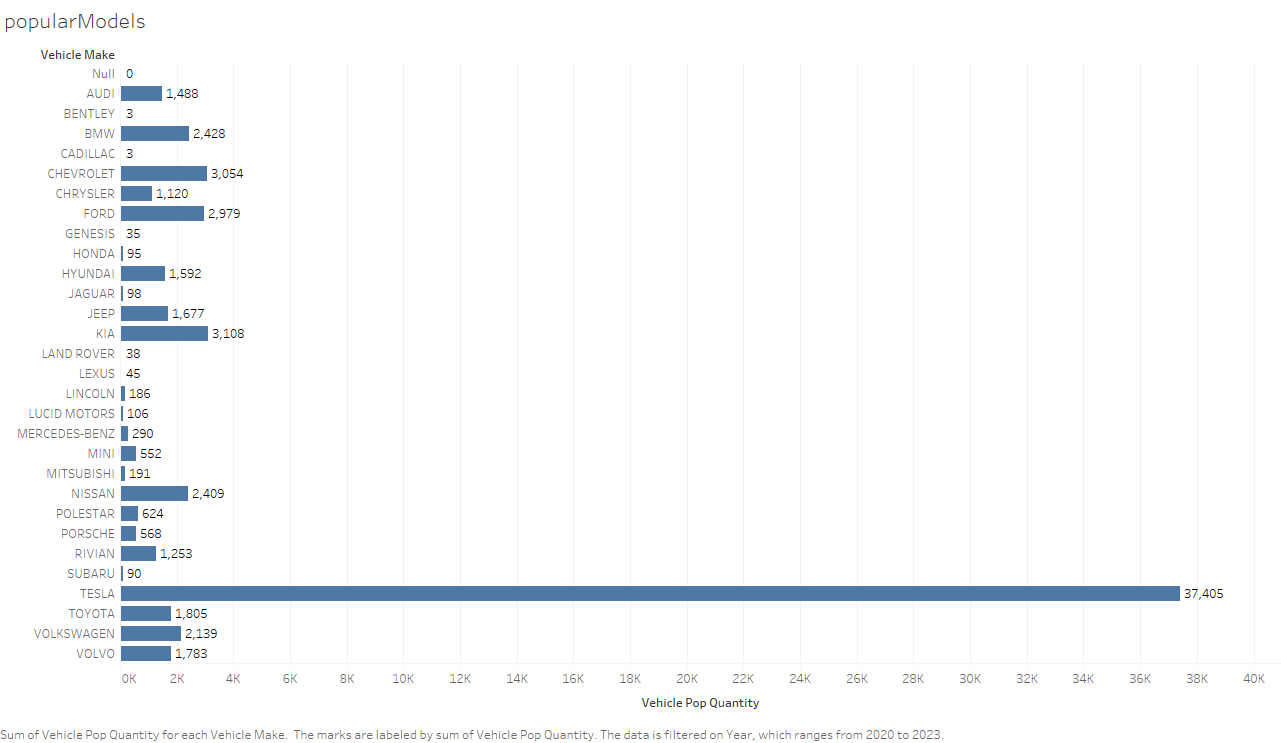 popularModels
Vehicle Make
Null 0
AUDI 1,488
BENTLEY 3
BMW 2,428
CADILLAC 3
CHEVROLET 3,054
CHRYSLER 1,120
FORD 2,979
GENESIS 35
HONDA 95
HYUNDAI 1,592
JAGUAR 98
JEEP 1,677
KIA 3,108
LAND ROVER 38
LEXUS 45
LINCOLN 186
LUCID MOTORS 106
MERCEDES-BENZ 290
MINI 552
MITSUBISHI 191
NISSAN 2,409
POLESTAR 624
PORSCHE 568
RIVIAN 1,253
SUBARU 90
TESLA 37,405
TOYOTA 1,805
VOLKSWAGEN 2,139
VOLVO 1,783
0K 2K 4K 6K 8K 10K 12K 14K 16K 18K 20K 22K 24K 26K 28K 30K 32K 34K 36K 38K 40K
Vehicle Pop Quantity
Sum of Vehicle Pop Quantity for each Vehicle Make.  The marks are labeled by sum of Vehicle Pop Quantity. The data is filtered on Year, which ranges from 2020 to 2023.